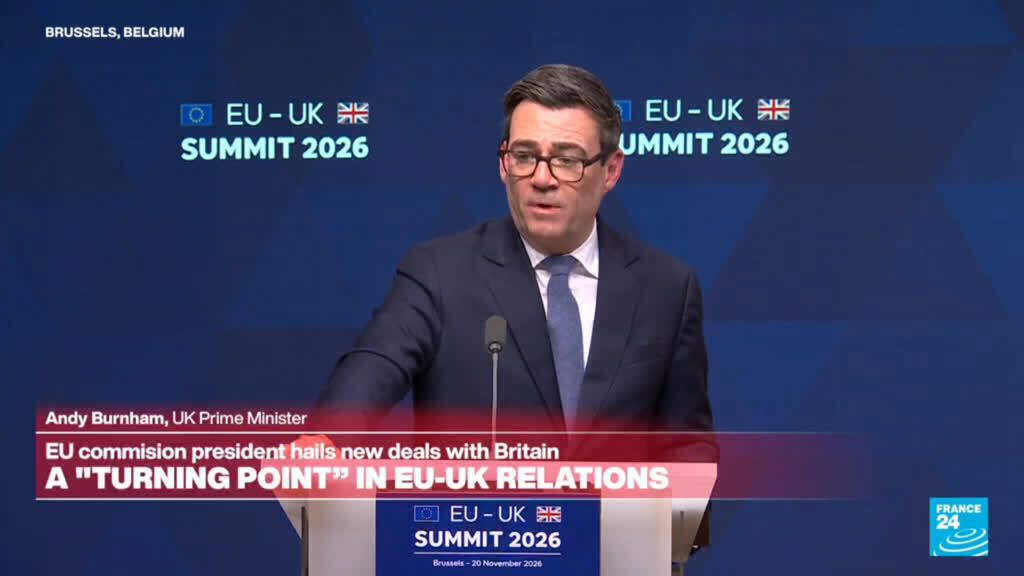 BRUSSELS, BELGIUM
EU – UK
SUMMIT 2026
EU – UK
UMMIT 2026
Andy Burnham, UK Prime Minister
EU commision president hails new deals with Britain
A "TURNING POINT” IN EU-UK RELATIONS
EU – UK
SUMMIT 2026
Brussels – 20 November 2026
FRANCE
24